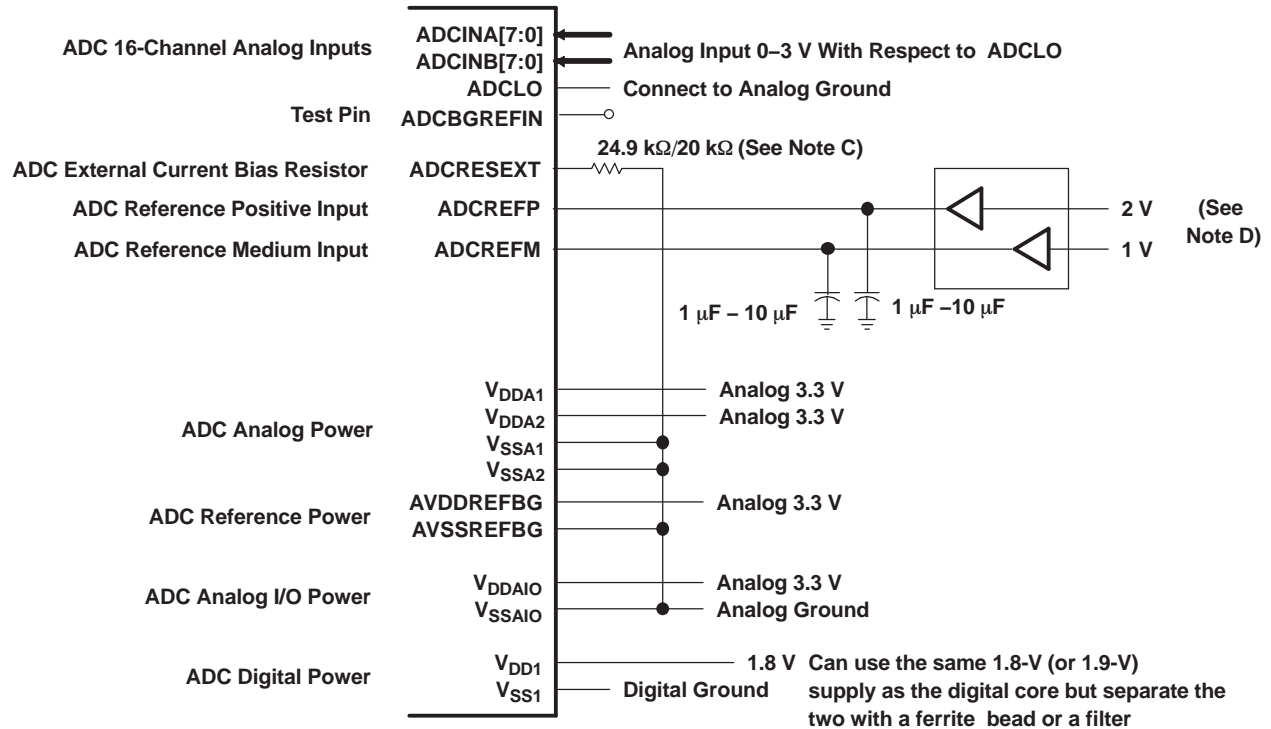 ADC 16-Channel Analog Inputs
ADCINA[7:0]
ADCINB[7:0]
Analog Input 0–3 V With Respect to ADCLO
ADCLO
Connect to Analog Ground
Test Pin
ADCBGREFIN
24.9 kΩ/20 kΩ (See Note C)
ADC External Current Bias Resistor
ADCRESEXT
ADC Reference Positive Input
ADCREFP
2 V
(See
Note D)
ADC Reference Medium Input
ADCREFM
1 V
1 μF – 10 μF
1 μF –10 μF
ADC Analog Power
VDDA1
Analog 3.3 V
VDDA2
Analog 3.3 V
VSSA1
VSSA2
ADC Reference Power
AVDDREFBG
Analog 3.3 V
AVSSREFBG
ADC Analog I/O Power
VDDAIO
Analog 3.3 V
VSSAIO
Analog Ground
ADC Digital Power
VDD1
1.8 V
Can use the same 1.8-V (or 1.9-V)
supply as the digital core but separate the
two with a ferrite bead or a filter
VSS1
Digital Ground